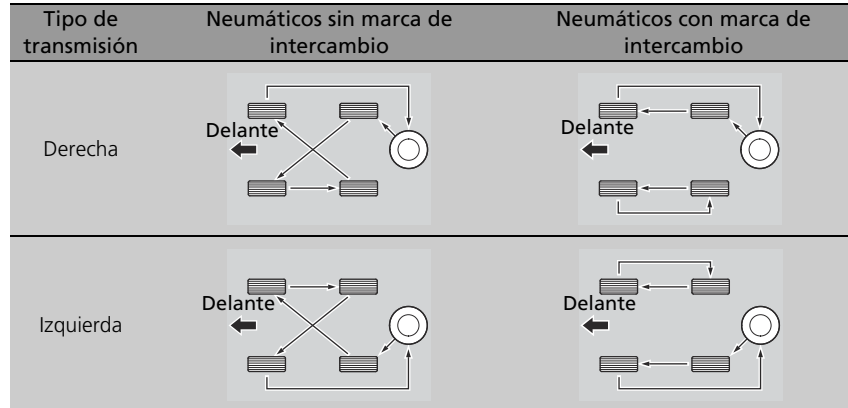 Tipo de
transmisión
Neumáticos sin marca de
intercambio
Neumáticos con marca de
intercambio
Derecha
Delante
Delante
Izquierda
Delante
Delante